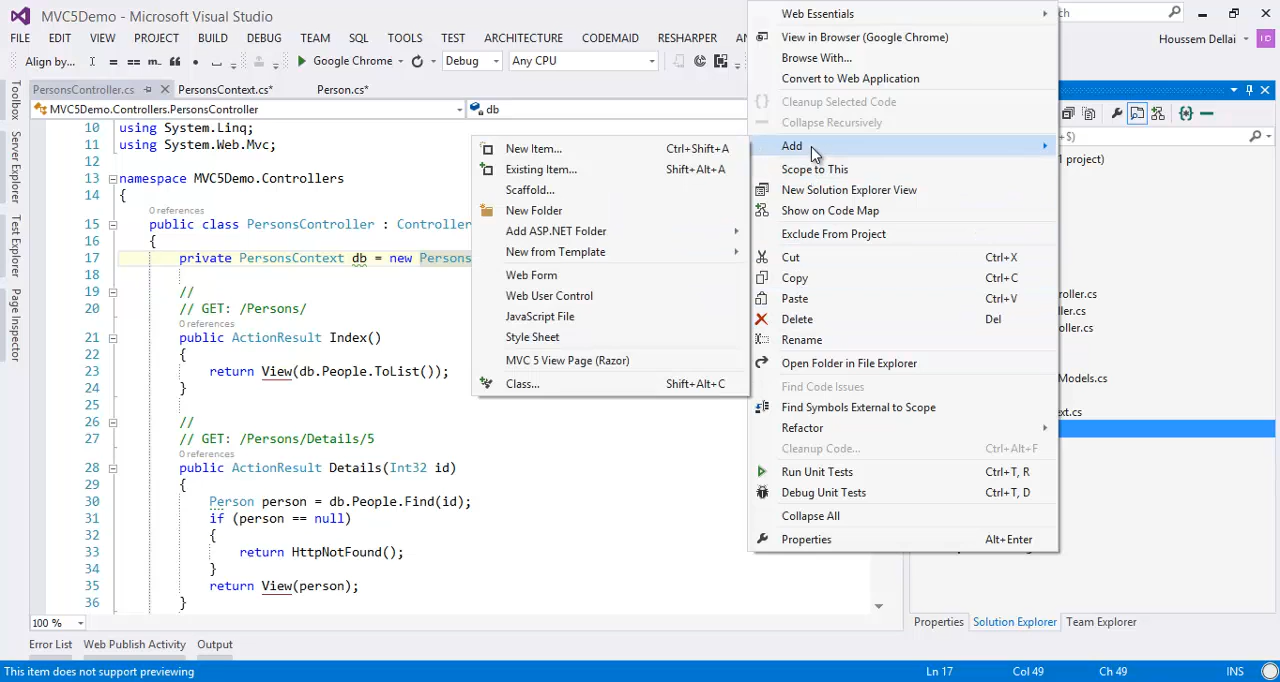 MVC5Demo - Microsoft Visual Studio
FILE EDIT VIEW PROJECT BUILD DEBUG TEAM SQL TOOLS TEST ARCHITECTURE CODEMAID RESHARPER
Houssem Dellai
Align by...
Google Chrome
Debug
Any CPU
PersonsController.cs
PersonsContext.cs*
Person.cs*
MVC5Demo.Controllers.PersonsController
db
Toolbox
Server Explorer
Test Explorer
Page Inspector
10 using System.Linq;
11 using System.Web.Mvc;
12
13 namespace MVC5Demo.Controllers
14 {
0 references
15 public class PersonsController : Controller
16 {
17 private PersonsContext db = new Persons
18
19 //
20 // GET: /Persons/
0 references
21 public ActionResult Index()
22 {
23 return View(db.People.ToList());
24 }
25
26 //
27 // GET: /Persons/Details/5
0 references
28 public ActionResult Details(Int32 id)
29 {
30 Person person = db.People.Find(id);
31 if (person == null)
32 {
33 return HttpNotFound();
34 }
35 return View(person);
36 }
100 %
New Item... Ctrl+Shift+A
Existing Item... Shift+Alt+A
Scaffold...
New Folder
Add ASP.NET Folder
New from Template
Web Form
Web User Control
JavaScript File
Style Sheet
MVC 5 View Page (Razor)
Class... Shift+Alt+C
Web Essentials
View in Browser (Google Chrome)
Browse With...
Convert to Web Application
Cleanup Selected Code
Collapse Recursively
Add
Scope to This
New Solution Explorer View
Show on Code Map
Exclude From Project
Cut Ctrl+X
Copy Ctrl+C
Paste Ctrl+V
Delete Del
Rename
Open Folder in File Explorer
Find Code Issues
Find Symbols External to Scope
Refactor
Cleanup Code... Ctrl+Alt+F
Run Unit Tests Ctrl+T, R
Debug Unit Tests Ctrl+T, D
Collapse All
Properties Alt+Enter
1 project)
oller.cs
ller.cs
roller.cs
Models.cs
ext.cs
Properties
Solution Explorer
Team Explorer
Error List
Web Publish Activity
Output
This item does not support previewing
Ln 17
Col 49
Ch 49
INS